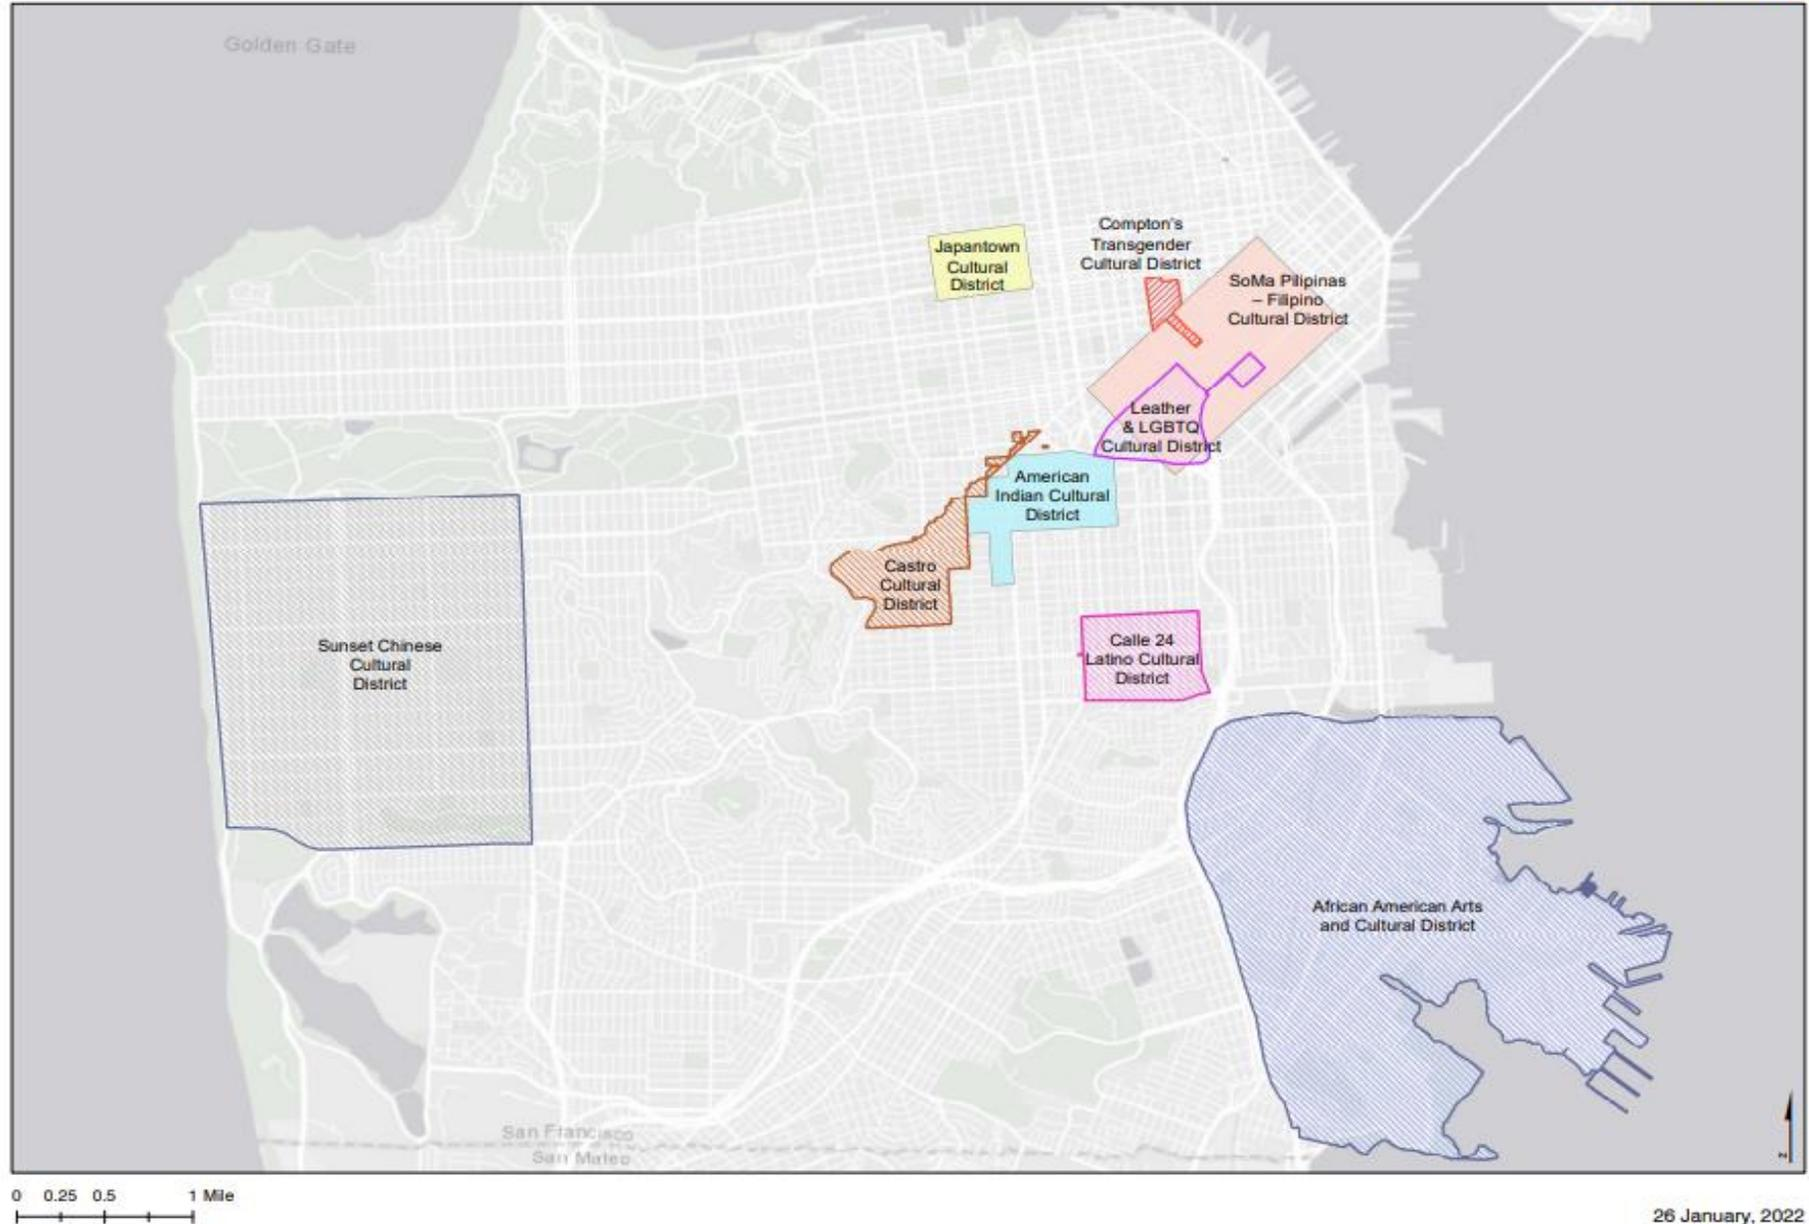 Golden Gate
Compton's
Transgender
Cultural District
Japantown
Cultural
District
SoMa Pilipinas
– Filipino
Cultural District
Leather
& LGBTQ
Cultural District
American
Indian Cultural
District
Castro
Cultural
District
Sunset Chinese
Cultural
District
Calle 24
Latino Cultural
District
African American Arts
and Cultural District
San Francisco
San Mateo
N
0 0.25 0.5 1 Mile
26 January, 2022